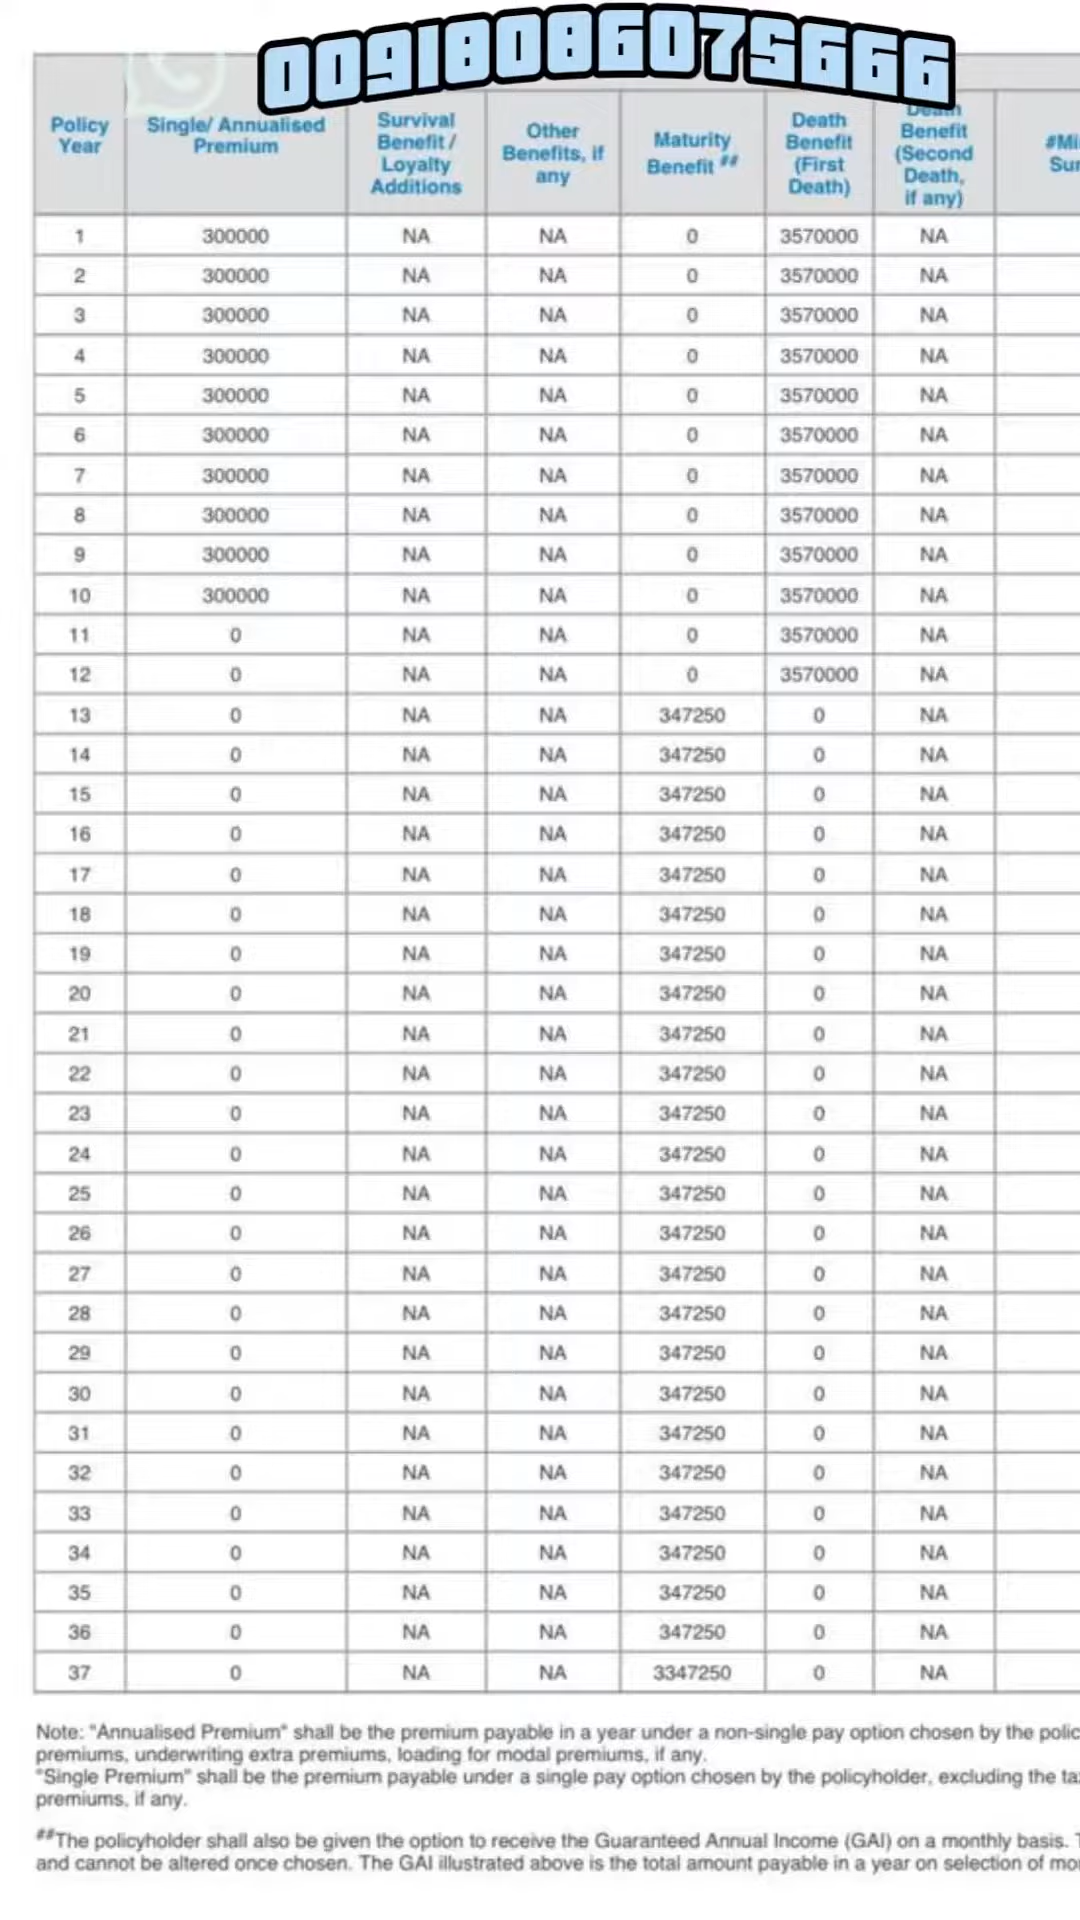 00918086075666
Policy Year Single/ Annualised Premium Survival Benefit / Loyalty Additions Other Benefits, if any Maturity Benefit ## Death Benefit (First Death) Death Benefit (Second Death, if any)
1 300000 NA NA 0 3570000 NA
2 300000 NA NA 0 3570000 NA
3 300000 NA NA 0 3570000 NA
4 300000 NA NA 0 3570000 NA
5 300000 NA NA 0 3570000 NA
6 300000 NA NA 0 3570000 NA
7 300000 NA NA 0 3570000 NA
8 300000 NA NA 0 3570000 NA
9 300000 NA NA 0 3570000 NA
10 300000 NA NA 0 3570000 NA
11 0 NA NA 0 3570000 NA
12 0 NA NA 0 3570000 NA
13 0 NA NA 347250 0 NA
14 0 NA NA 347250 0 NA
15 0 NA NA 347250 0 NA
16 0 NA NA 347250 0 NA
17 0 NA NA 347250 0 NA
18 0 NA NA 347250 0 NA
19 0 NA NA 347250 0 NA
20 0 NA NA 347250 0 NA
21 0 NA NA 347250 0 NA
22 0 NA NA 347250 0 NA
23 0 NA NA 347250 0 NA
24 0 NA NA 347250 0 NA
25 0 NA NA 347250 0 NA
26 0 NA NA 347250 0 NA
27 0 NA NA 347250 0 NA
28 0 NA NA 347250 0 NA
29 0 NA NA 347250 0 NA
30 0 NA NA 347250 0 NA
31 0 NA NA 347250 0 NA
32 0 NA NA 347250 0 NA
33 0 NA NA 347250 0 NA
34 0 NA NA 347250 0 NA
35 0 NA NA 347250 0 NA
36 0 NA NA 347250 0 NA
37 0 NA NA 3347250 0 NA
Note: "Annualised Premium" shall be the premium payable in a year under a non-single pay option chosen by the
premiums, underwriting extra premiums, loading for modal premiums, if any.
"Single Premium" shall be the premium payable under a single pay option chosen by the policyholder, excluding the
premiums, if any.
##The policyholder shall also be given the option to receive the Guaranteed Annual Income (GAI) on a monthly basis.
and cannot be altered once chosen. The GAI illustrated above is the total amount payable in a year on selection of